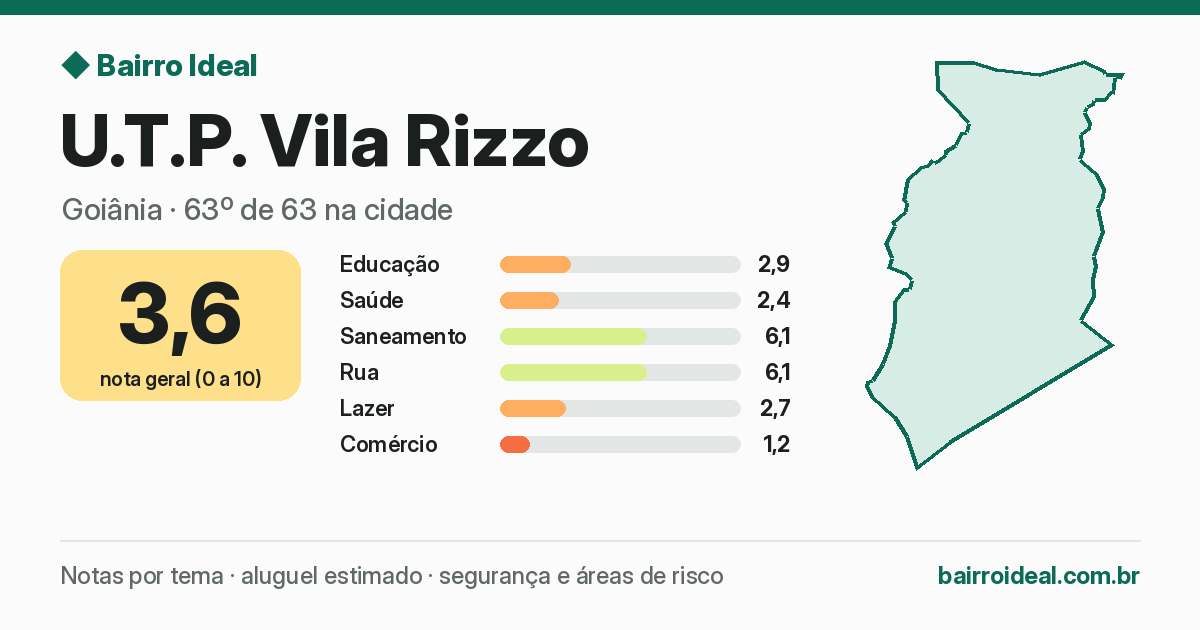 Bairro Ideal
U.T.P. Vila Rizzo
Goiânia · 63º de 63 na cidade
3,6
nota geral (0 a 10)
Educação 2,9
Saúde 2,4
Saneamento 6,1
Rua 6,1
Lazer 2,7
Comércio 1,2
Notas por tema · aluguel estimado · segurança e áreas de risco
bairroideal.com.br